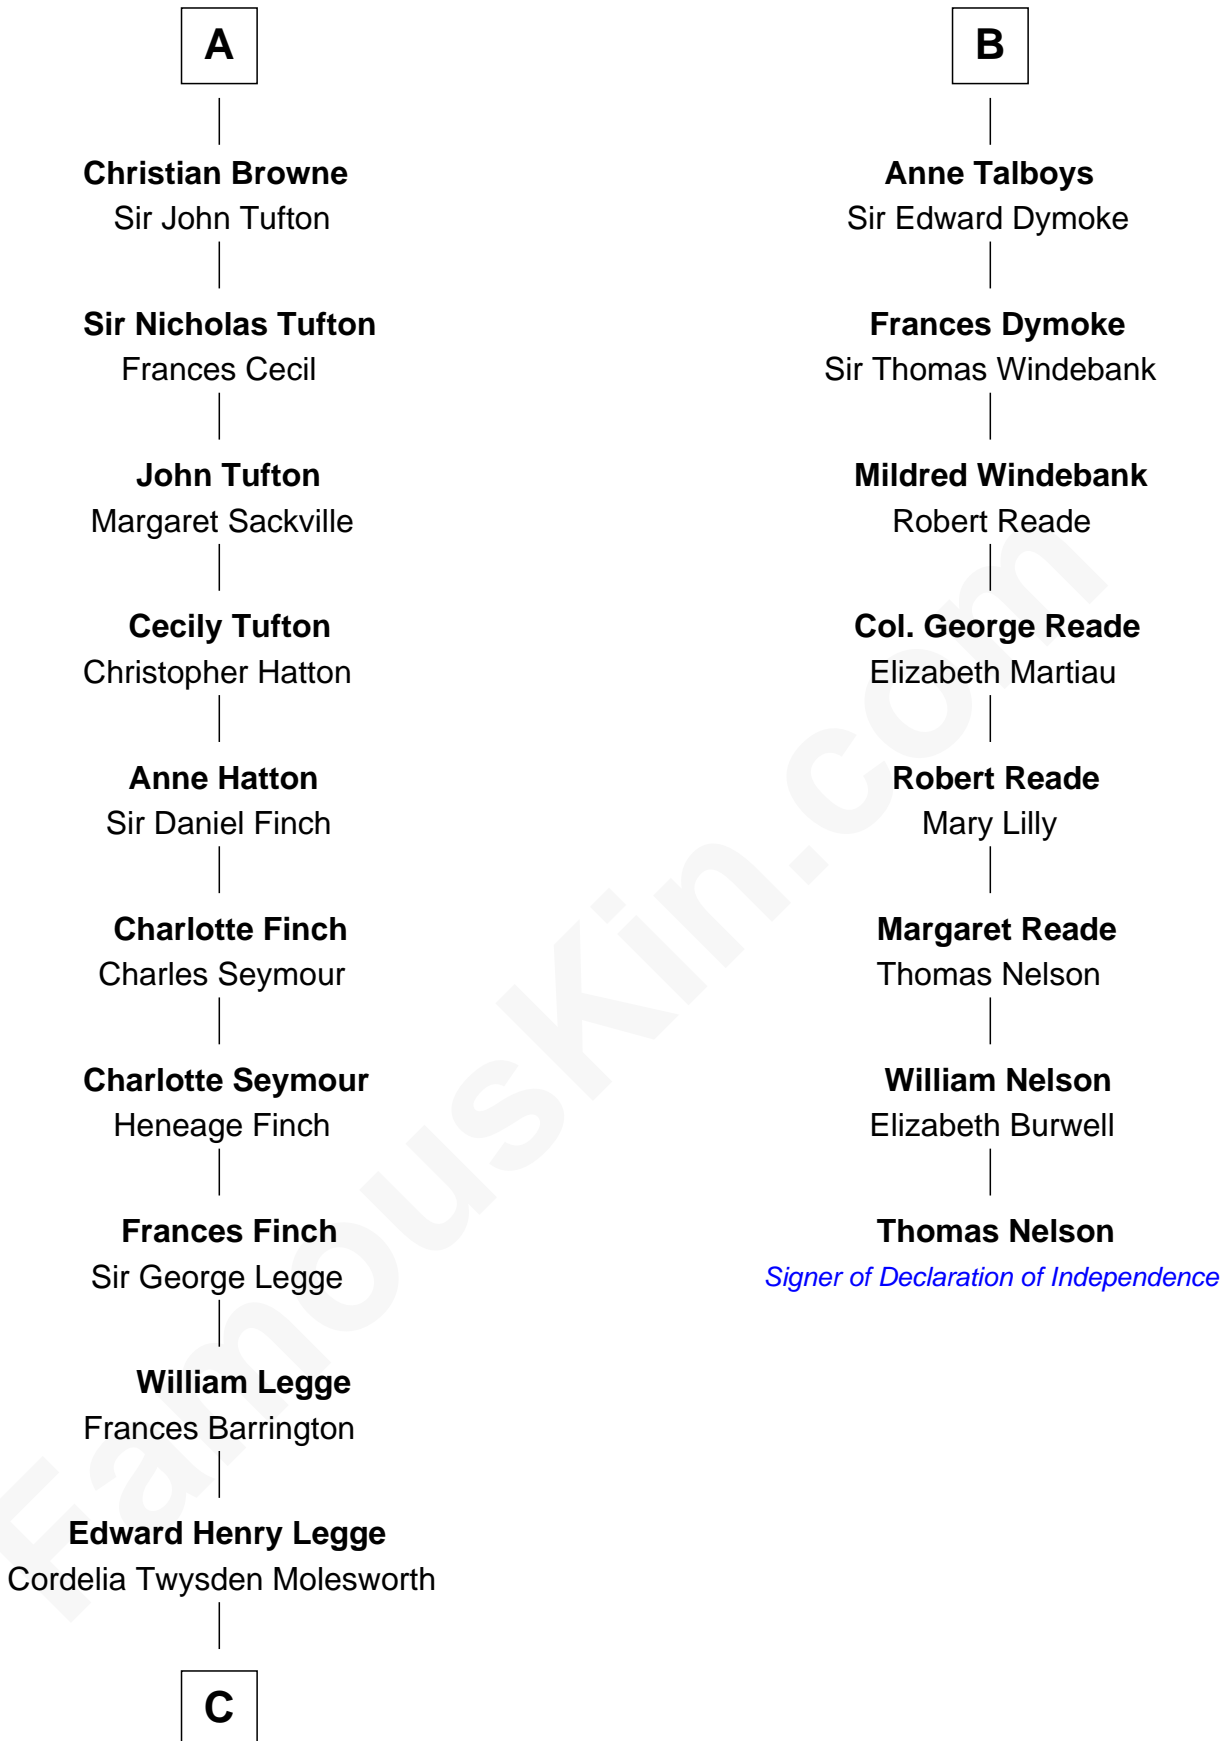 A
Christian Browne
Sir John Tufton
Sir Nicholas Tufton
Frances Cecil
John Tufton
Margaret Sackville
Cecily Tufton
Christopher Hatton
Anne Hatton
Sir Daniel Finch
Charlotte Finch
Charles Seymour
Charlotte Seymour
Heneage Finch
Frances Finch
Sir George Legge
William Legge
Frances Barrington
Edward Henry Legge
Cordelia Twysden Molesworth
C
B
Anne Talboys
Sir Edward Dymoke
Frances Dymoke
Sir Thomas Windebank
Mildred Windebank
Robert Reade
Col. George Reade
Elizabeth Martiau
Robert Reade
Mary Lilly
Margaret Reade
Thomas Nelson
William Nelson
Elizabeth Burwell
Thomas Nelson
Signer of Declaration of Independence
FamousKin.com